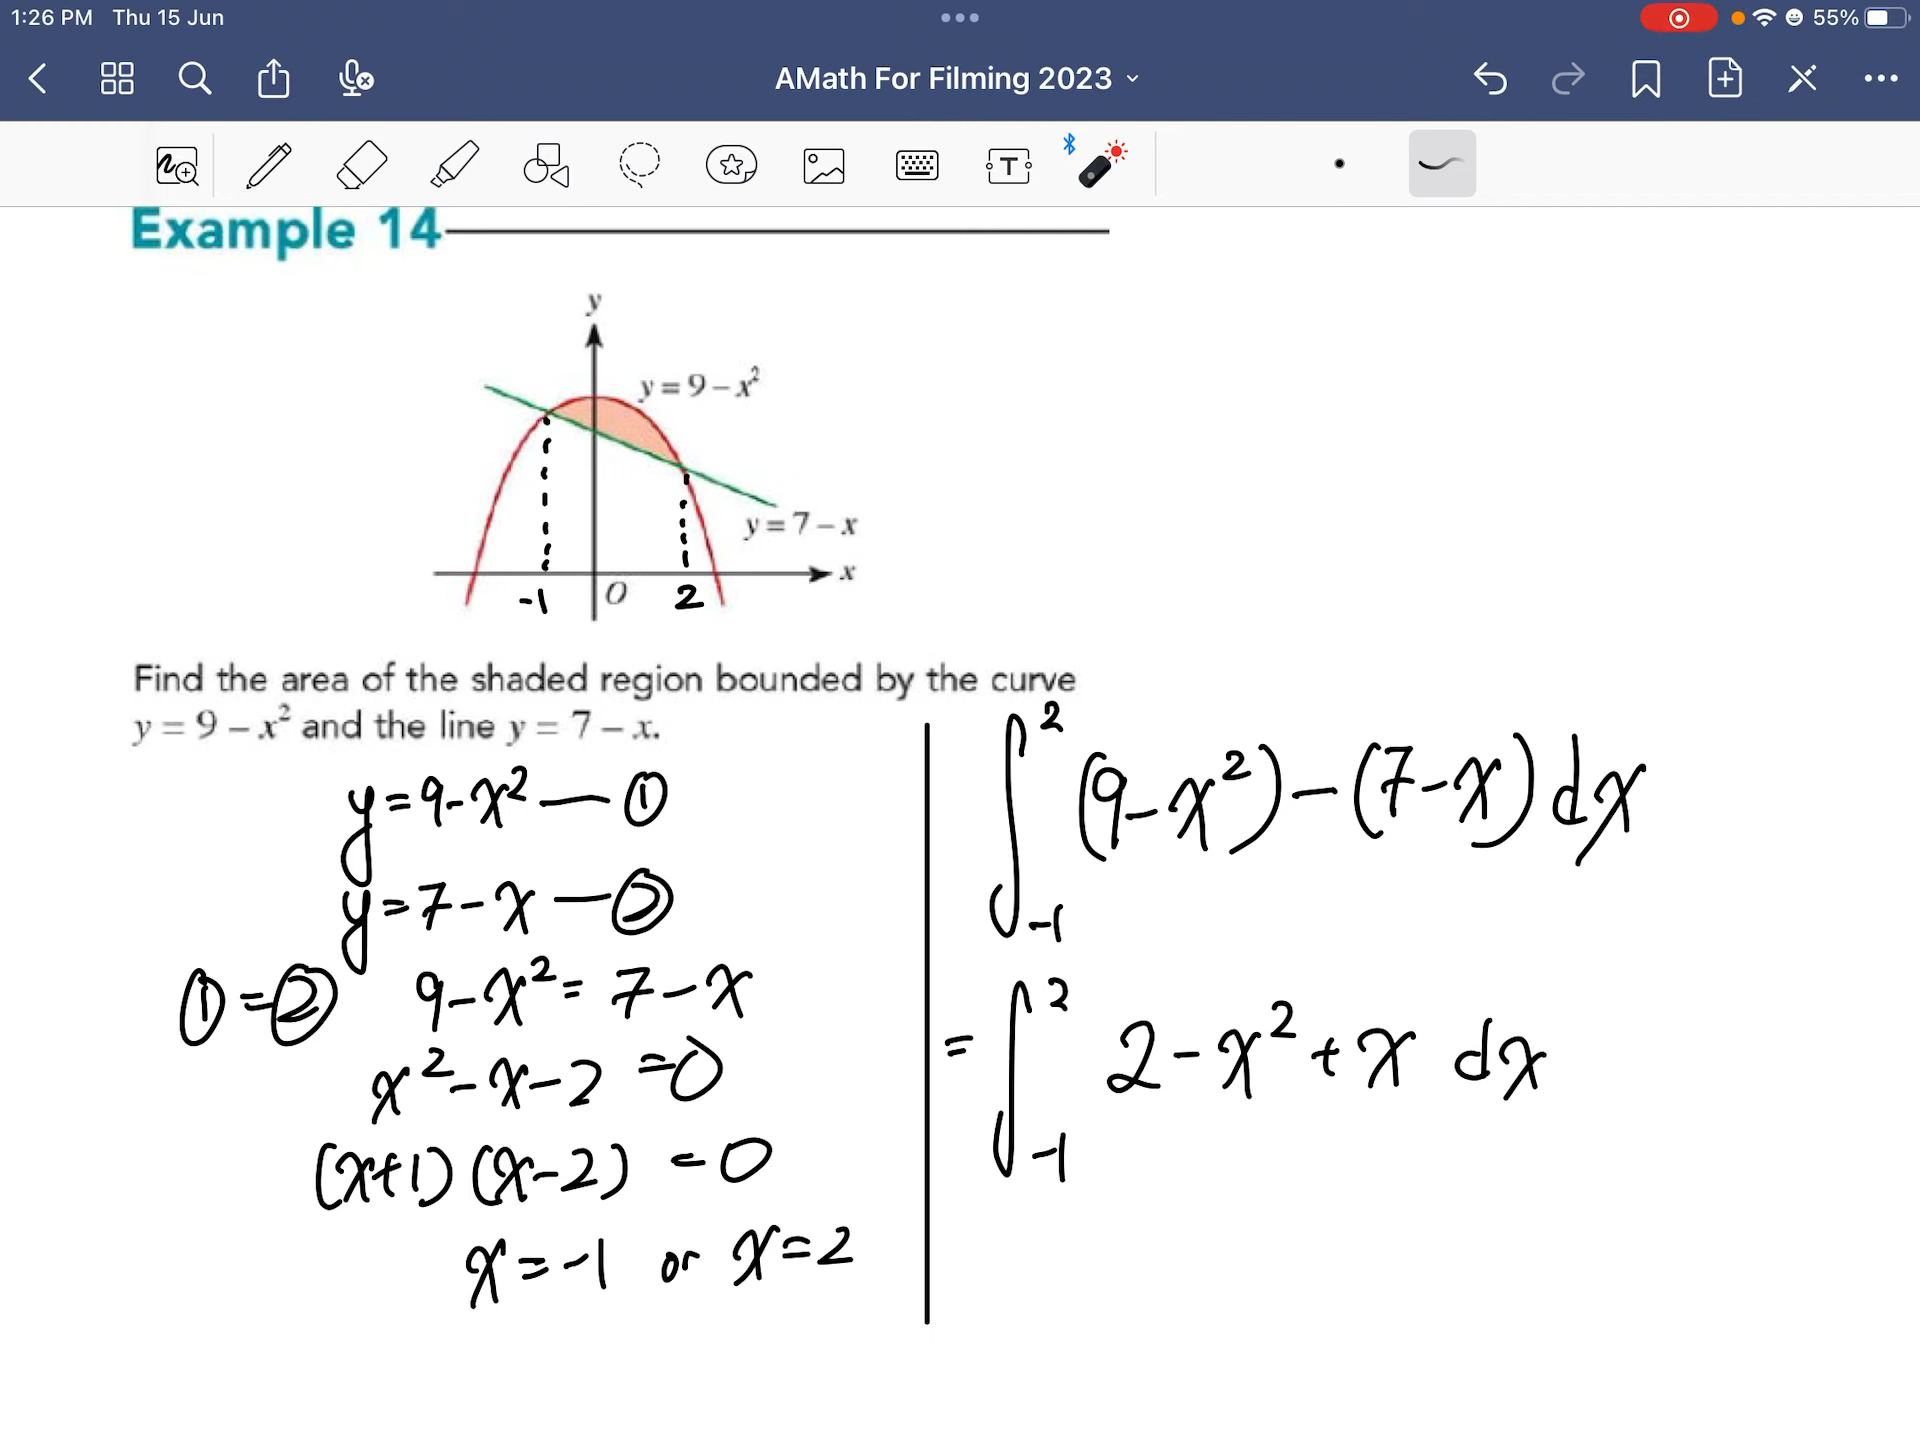 1:26 PM Thu 15 Jun
55%
AMath For Filming 2023
T
Example 14
y
y = 9 – x²
y = 7 – x
x
-1 O 2
Find the area of the shaded region bounded by the curve
y = 9 – x² and the line y = 7 – x.
y=9-x² — ①
y=7-x — ②
①=② 9-x²=7-x
x²-x-2=0
(x+1)(x-2)=0
x=-1 or x=2
∫₋₁² (9-x²)-(7-x)dx
=∫₋₁² 2-x²+x dx